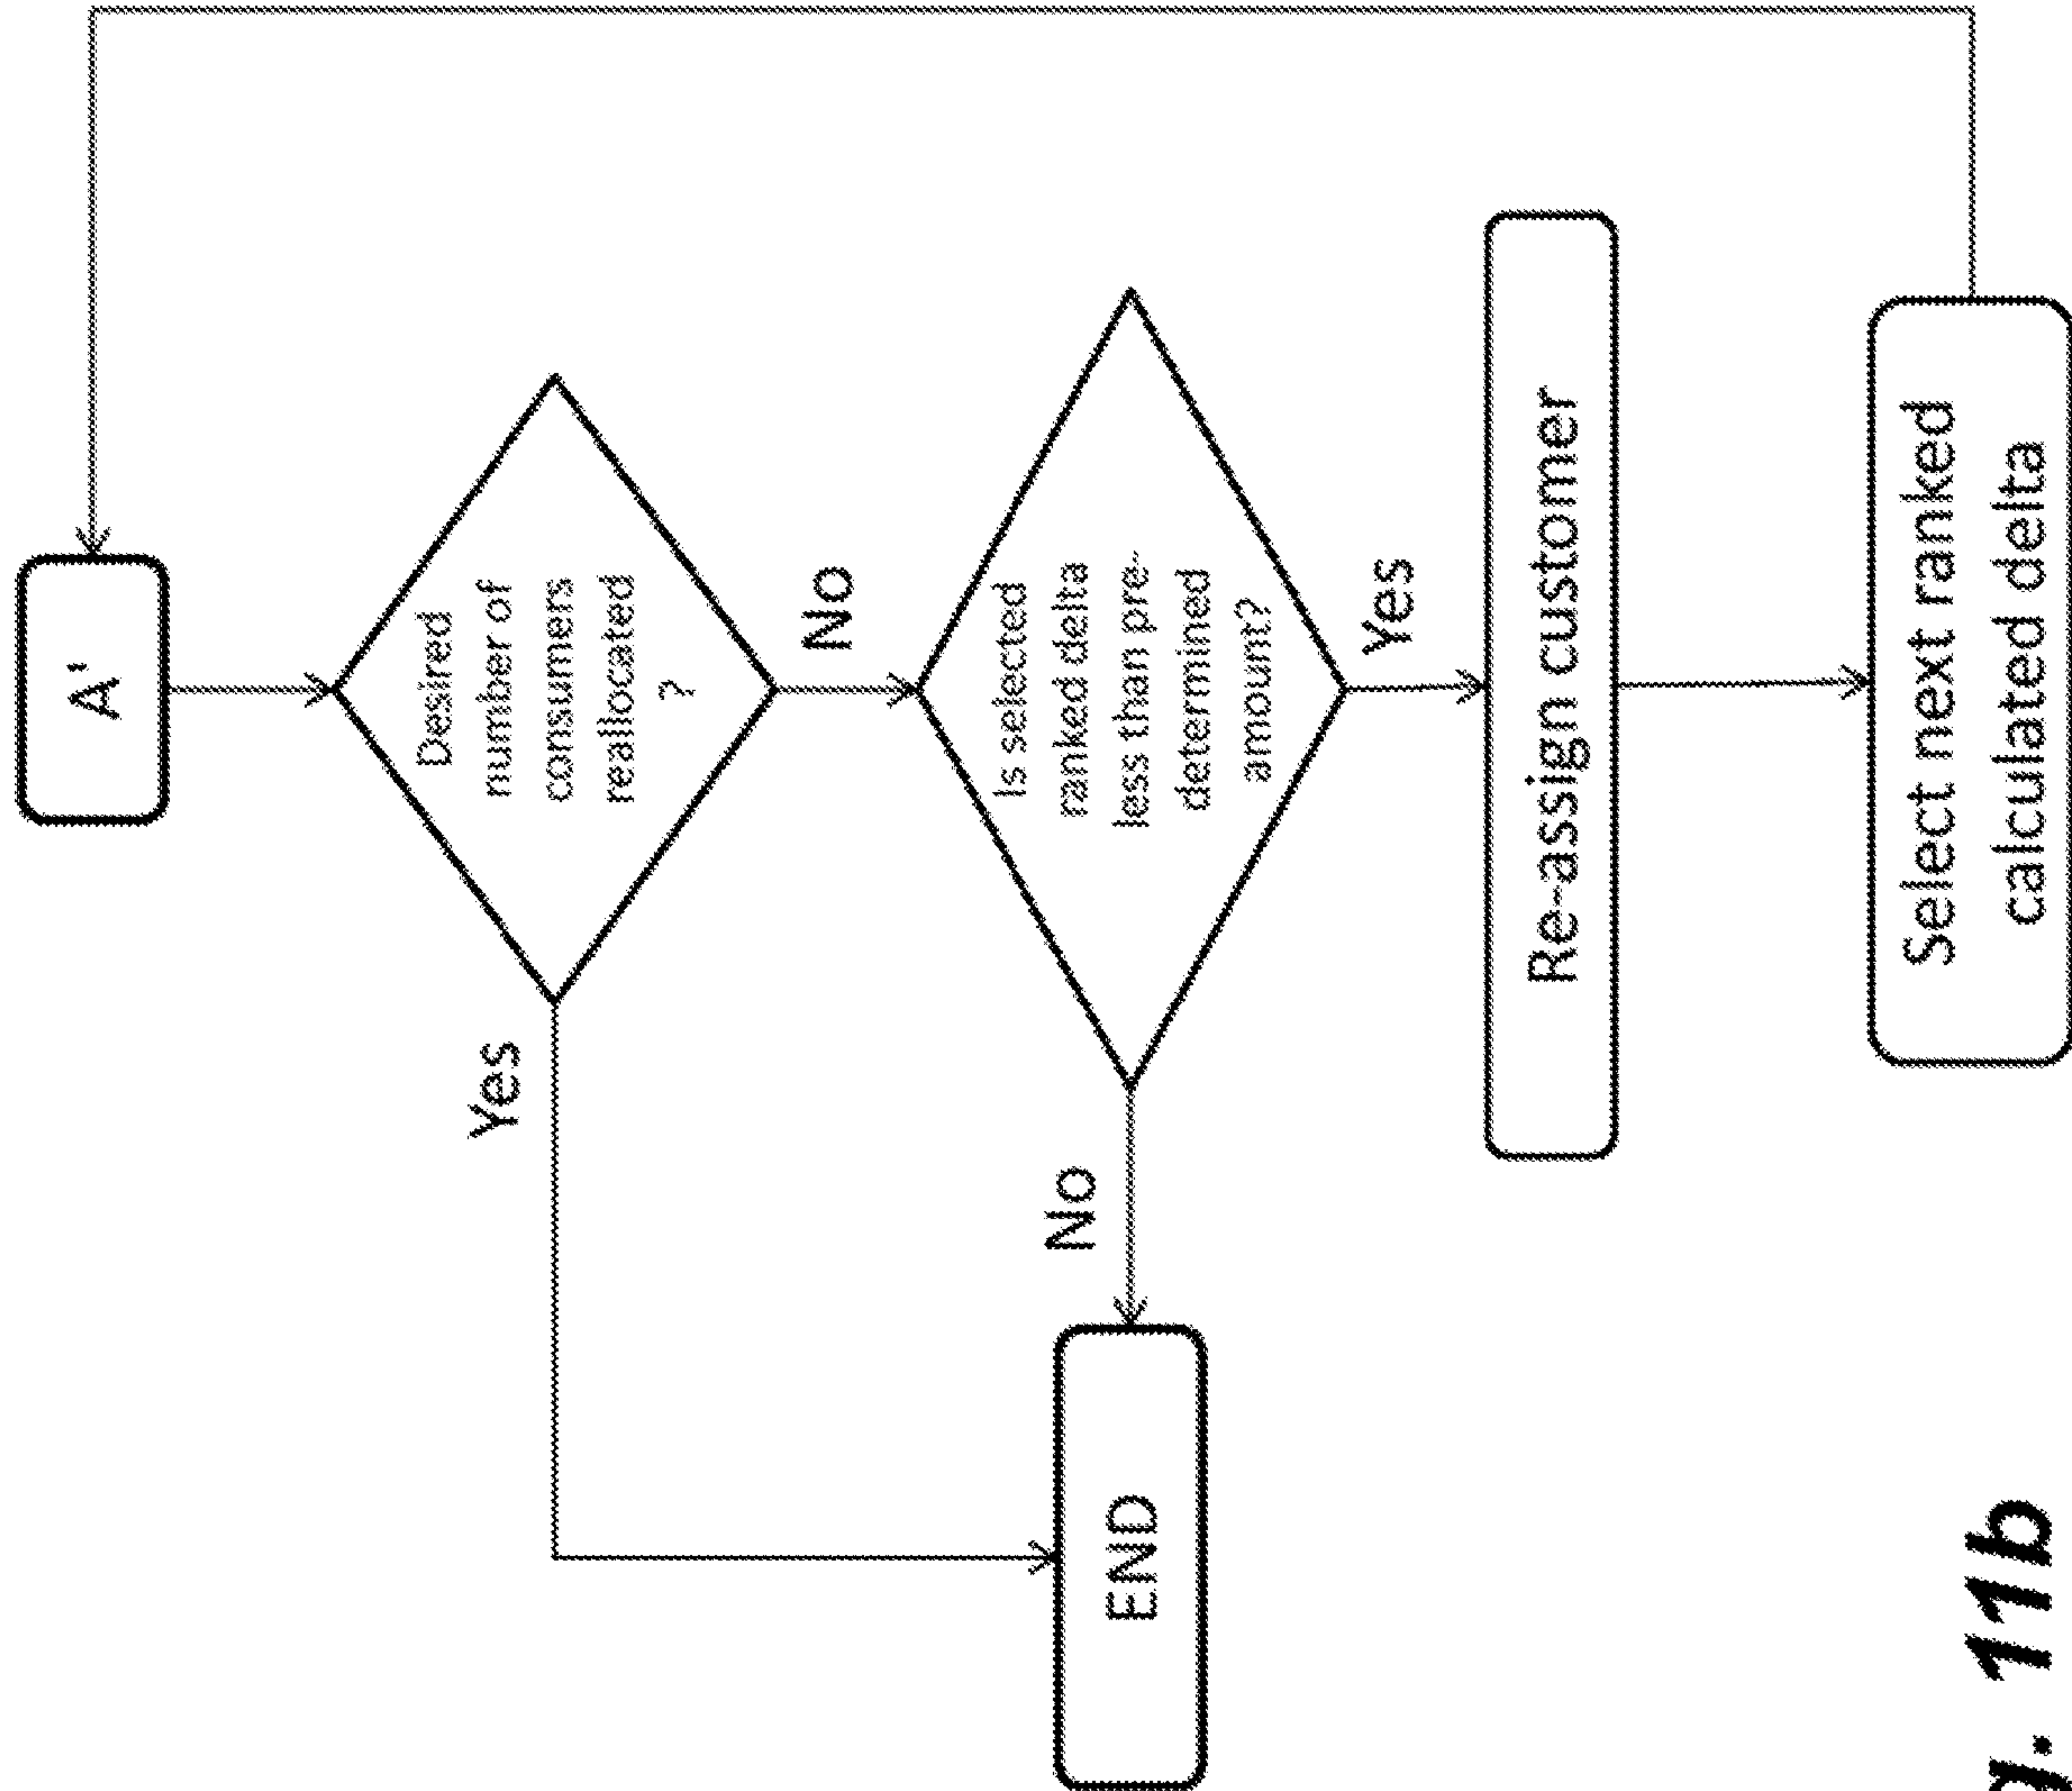 A'
Desired
number of
consumers
reallocated
?
Yes
No
Is selected
ranked delta
less than pre-
determined
amount?
No
Yes
END
Re-assign customer
Select next ranked
calculated delta
g. 11b